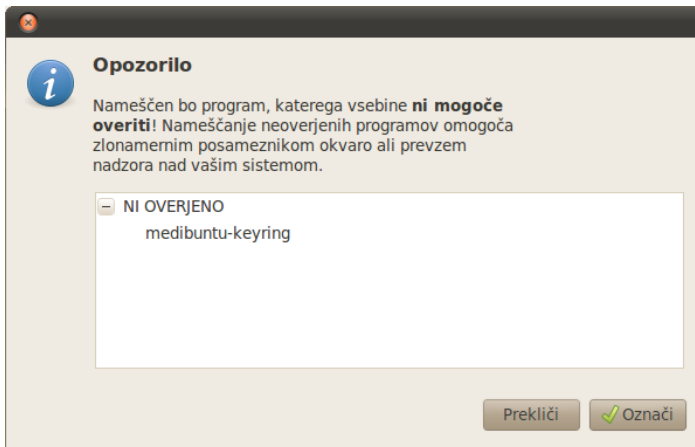 Opozorilo
Nameščen bo program, katerega vsebine ni mogoče
overiti! Nameščanje neoverjenih programov omogoča
zlonamernim posameznikom okvaro ali prevzem
nadzora nad vašim sistemom.
NI OVERJENO
medibuntu-keyring
Prekliči
Označi